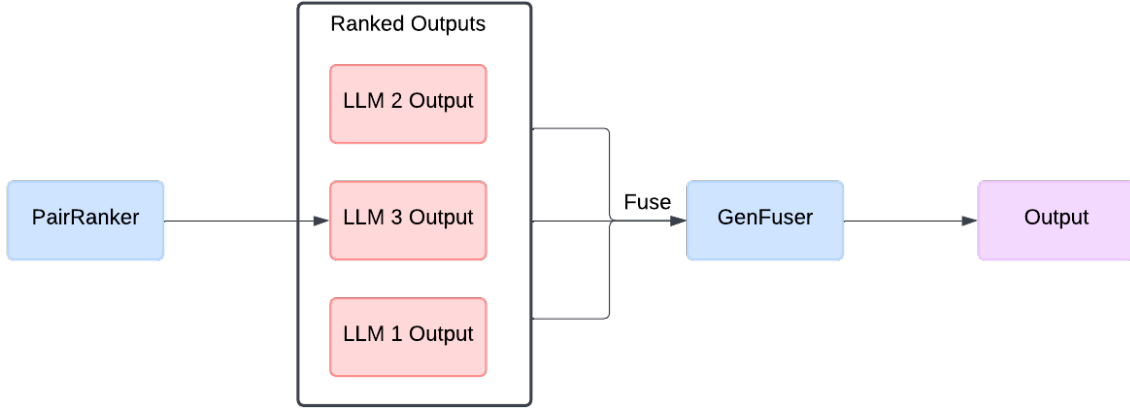 Ranked Outputs
LLM 2 Output
PairRanker
LLM 3 Output
Fuse
GenFuser
Output
LLM 1 Output